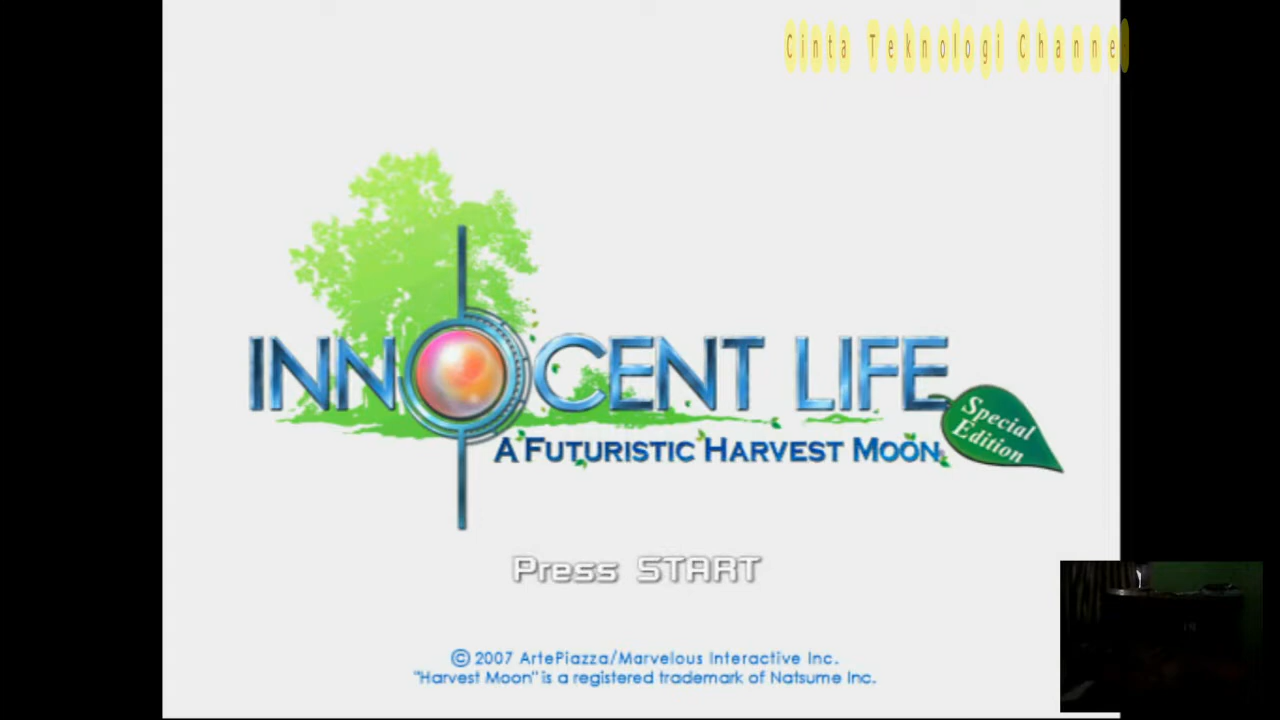 Cinta Teknologi Channe
INNOCENT LIFE
Special
Edition
A FUTURISTIC HARVEST MOON
Press START
© 2007 ArtePiazza/Marvelous Interactive Inc.
"Harvest Moon" is a registered trademark of Natsume Inc.